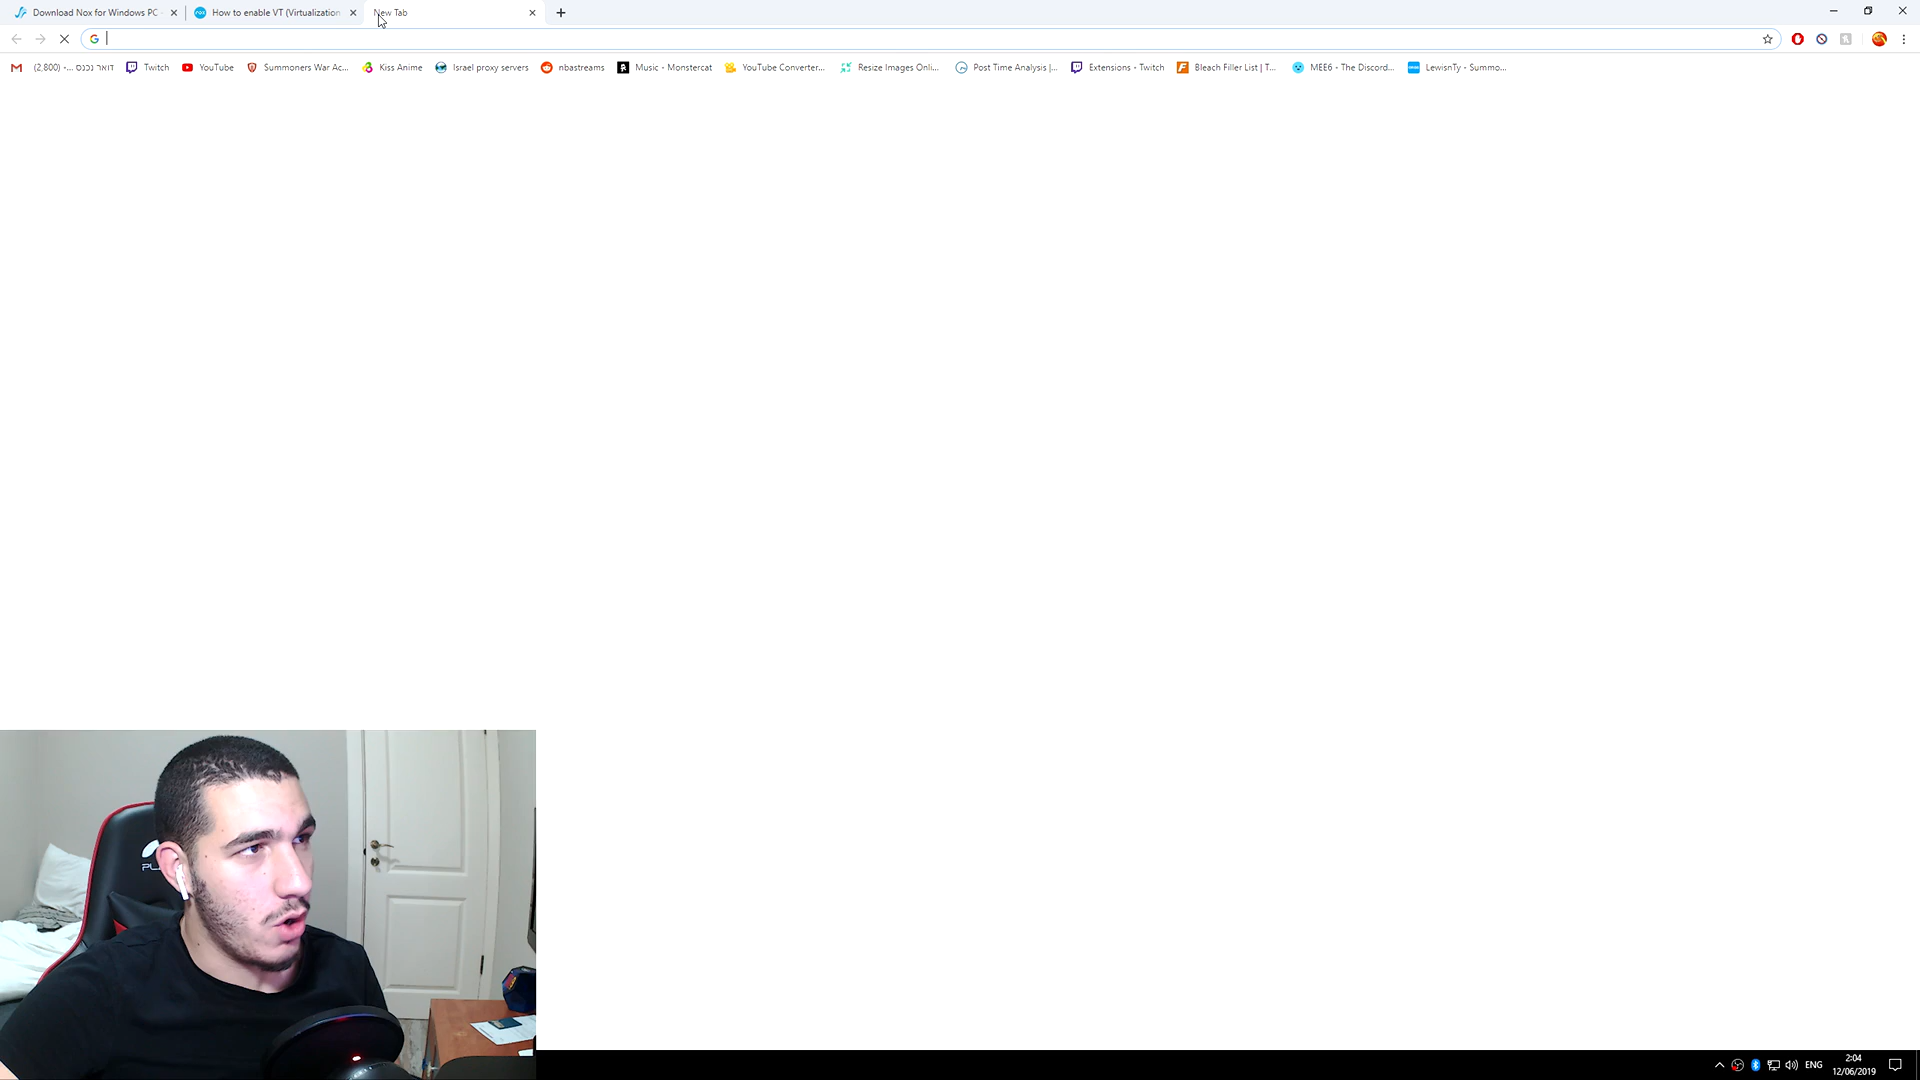 Download Nox for Windows PC
How to enable VT (Virtualization
New Tab
(2,800) -... דואר נכנס
Twitch
YouTube
Summoners War Ac...
Kiss Anime
Israel proxy servers
nbastreams
Music - Monstercat
YouTube Converter...
Resize Images Onli...
Post Time Analysis |...
Extensions - Twitch
Bleach Filler List | T...
MEE6 - The Discord...
LewisnTy - Summo...
ENG
2:04
12/06/2019